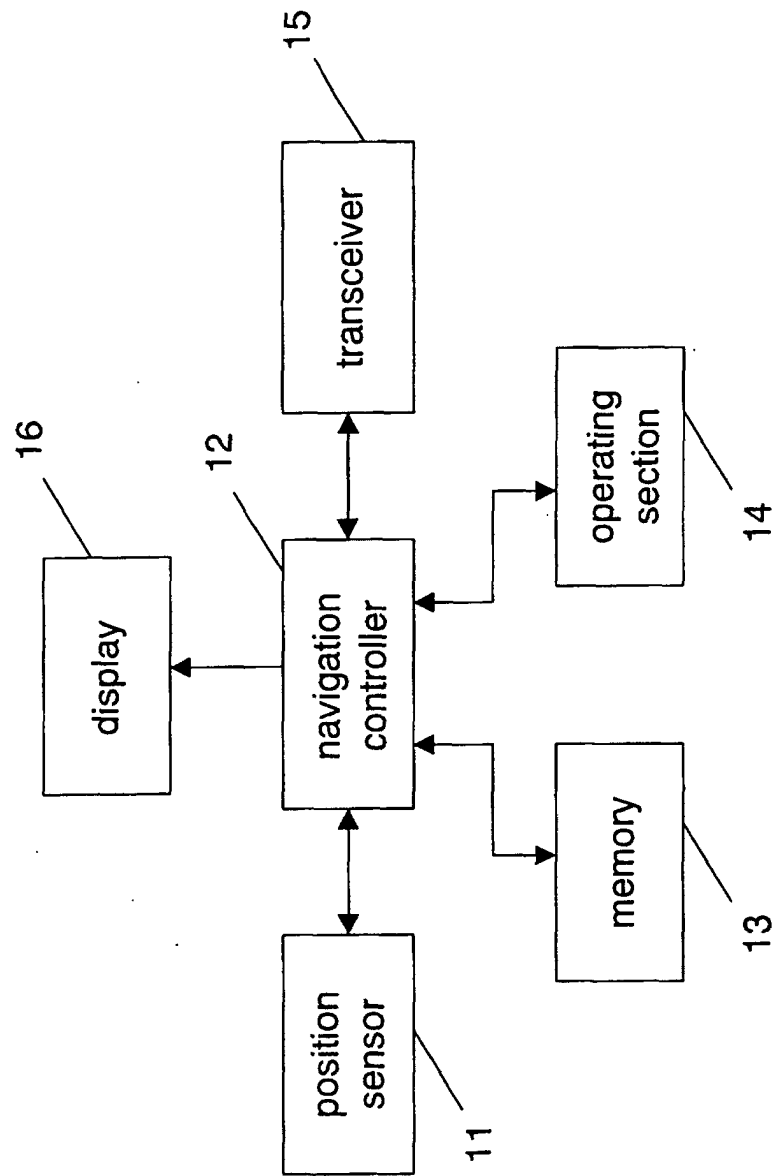 16
display
12
15
position
sensor
navigation
controller
transceiver
11
memory
operating
section
13
14